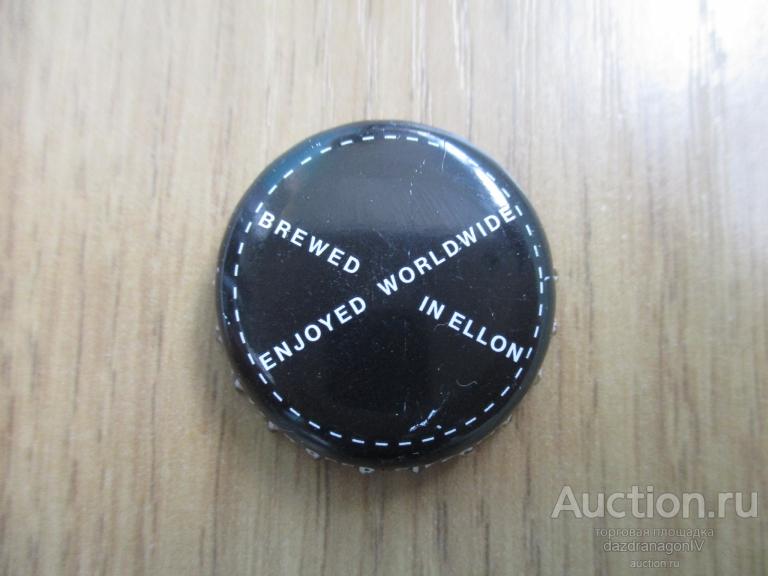 BREWED IN ELLON
ENJOYED WORLDWIDE
Auction.ru
торговая площадка
dazdranagonIV
auction.ru